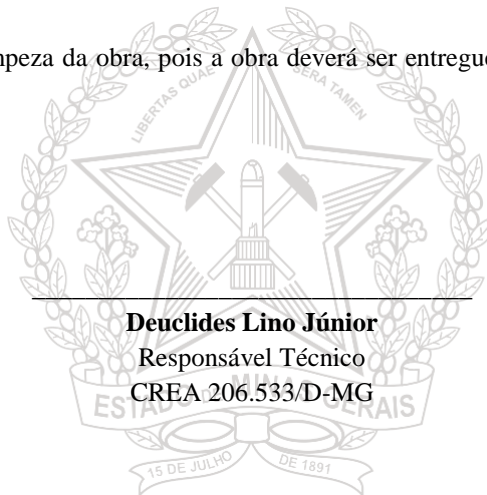 mpeza da obra, pois a obra deverá ser entregue
LIBERTAS QUAE SERA TAMEN
Deuclides Lino Júnior
Responsável Técnico
CREA 206.533/D-MG
ESTADO DE MINAS GERAIS
15 DE JULHO DE 1891